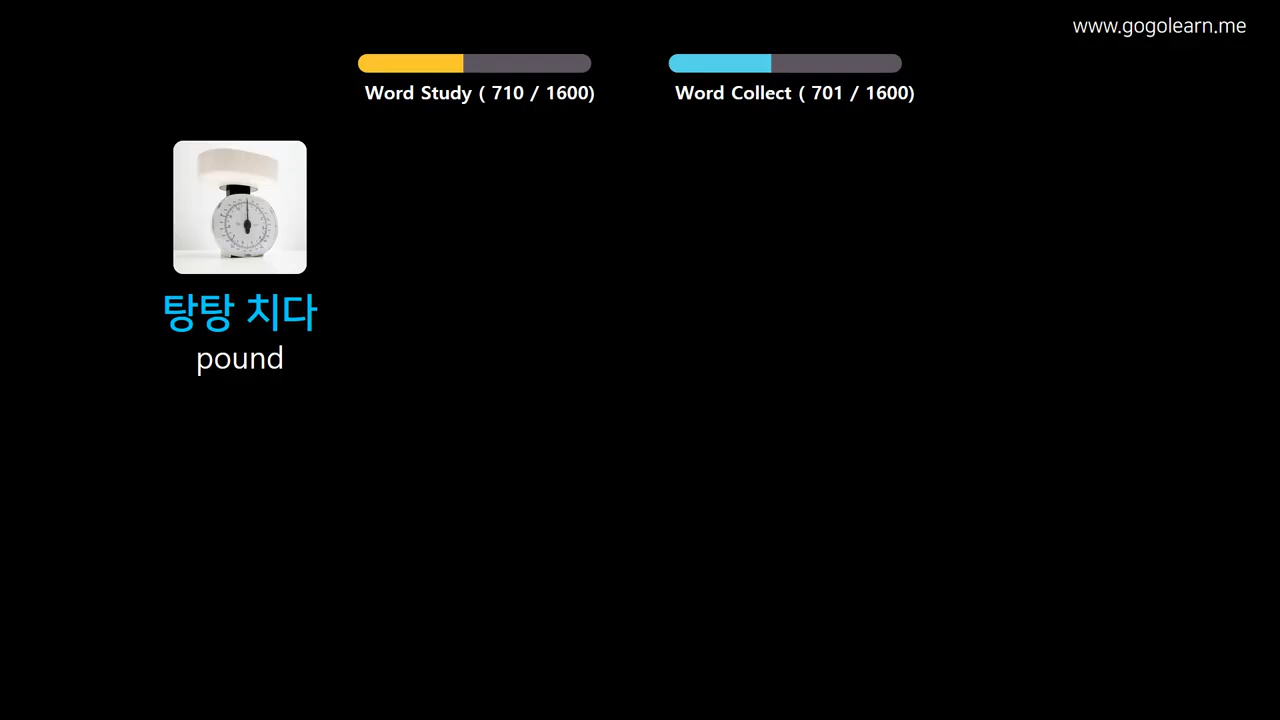 www.gogolearn.me
Word Study ( 710 / 1600)
Word Collect ( 701 / 1600)
탕탕 치다
pound